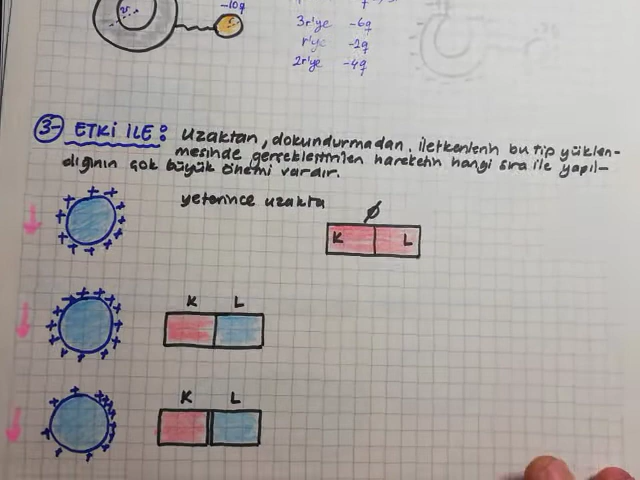 -10q
3r'ye -6q
r'ye -2q
2r'ye -4q
3- ETKİ İLE: Uzaktan, dokundurmadan. İletkenlerin bu tip yüklen-
mesinde gerçekleştirilen hareketin hangi sıra ile yapıl-
dığının çok büyük önemi vardır.
yeterince uzakta
Ø
K L
K L
K L